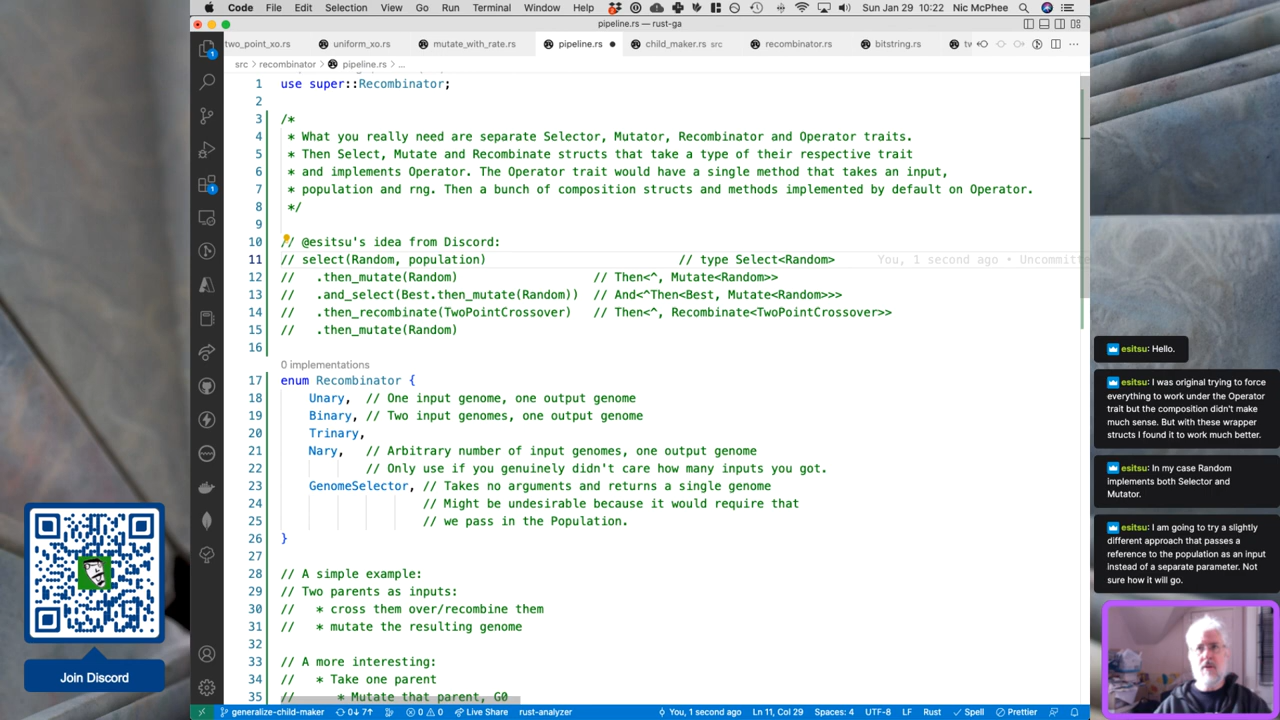 Code File Edit Selection View Go Run Terminal Window Help Sun Jan 29 10:22 Nic McPhee
pipeline.rs — rust-ga
two_point_xo.rs uniform_xo.rs mutate_with_rate.rs pipeline.rs child_maker.rs src recombinator.rs bitstring.rs tw
src > recombinator > pipeline.rs > ...
1 use super::Recombinator;
2
3 /*
4 * What you really need are separate Selector, Mutator, Recombinator and Operator traits.
5 * Then Select, Mutate and Recombinate structs that take a type of their respective trait
6 * and implements Operator. The Operator trait would have a single method that takes an input,
7 * population and rng. Then a bunch of composition structs and methods implemented by default on Operator.
8 */
9
10 // @esitsu's idea from Discord:
11 // select(Random, population) // type Select<Random> You, 1 second ago • Uncommitte
12 // .then_mutate(Random) // Then<^, Mutate<Random>>
13 // .and_select(Best.then_mutate(Random)) // And<^Then<Best, Mutate<Random>>>
14 // .then_recombinate(TwoPointCrossover) // Then<^, Recombinate<TwoPointCrossover>>
15 // .then_mutate(Random)
16
0 implementations
17 enum Recombinator {
18 Unary, // One input genome, one output genome
19 Binary, // Two input genomes, one output genome
20 Trinary,
21 Nary, // Arbitrary number of input genomes, one output genome
22 // Only use if you genuinely didn't care how many inputs you got.
23 GenomeSelector, // Takes no arguments and returns a single genome
24 // Might be undesirable because it would require that
25 // we pass in the Population.
26 }
27
28 // A simple example:
29 // Two parents as inputs:
30 // * cross them over/recombine them
31 // * mutate the resulting genome
32
33 // A more interesting:
34 // * Take one parent
35 // * Mutate that parent, G0
generalize-child-maker 0↓ 7↑ 0 0 Live Share rust-analyzer You, 1 second ago Ln 11, Col 29 Spaces: 4 UTF-8 LF Rust Spell Prettier
esitsu: Hello.
esitsu: I was original trying to force
everything to work under the Operator
trait but the composition didn't make
much sense. But with these wrapper
structs I found it to work much better.
esitsu: In my case Random
implements both Selector and
Mutator.
esitsu: I am going to try a slightly
different approach that passes a
reference to the population as an input
instead of a separate parameter. Not
sure how it will go.
Join Discord